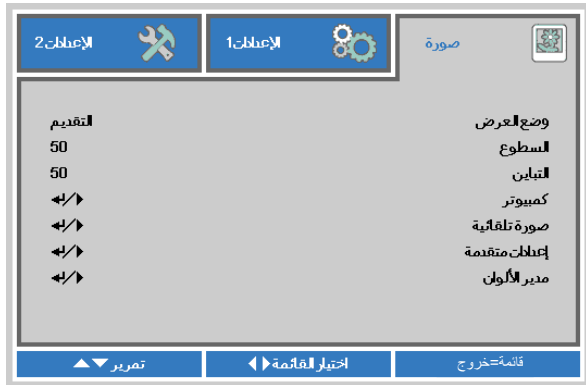 صورة
الإعدادات1
الإعدادات2
وضع العرض التقديم
السطوع 50
التباين 50
كمبيوتر ◀/↵
صورة تلقائية ◀/↵
إعدادات متقدمة ◀/↵
مدير الألوان ◀/↵
قائمة=خروج
اختيار القائمة◀▶
تمرير▼▲